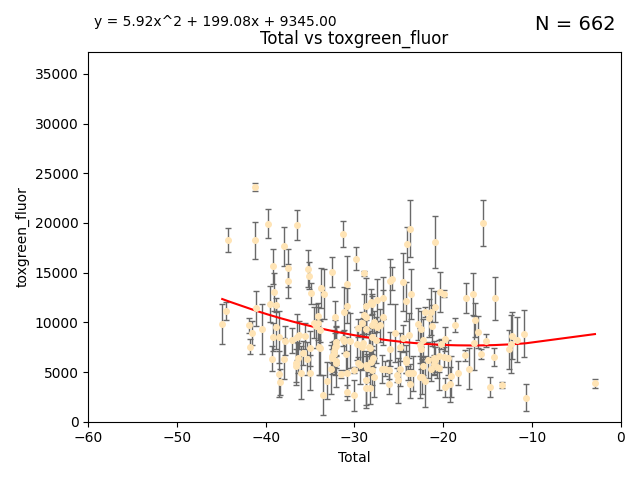 y = 5.92x^2 + 199.08x + 9345.00
N = 662
Total vs toxgreen_fluor
35000
30000
25000
20000
15000
10000
5000
0
toxgreen_fluor
−60 −50 −40 −30 −20 −10 0
Total